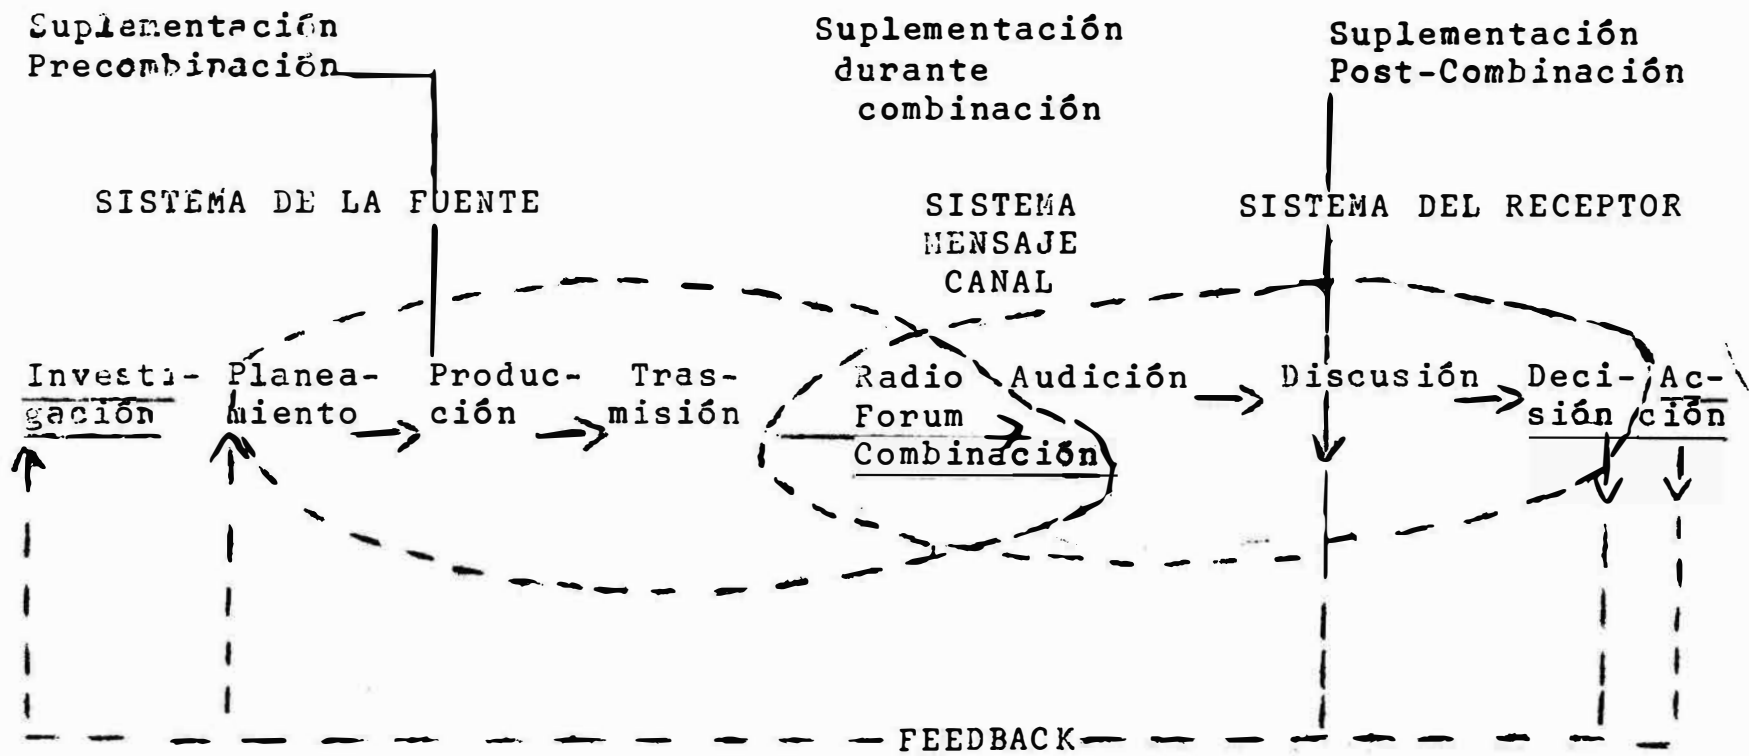 Suplementación
Precombinación
Suplementación
durante
combinación
Suplementación
Post-Combinación
SISTEMA DE LA FUENTE
SISTEMA
MENSAJE
CANAL
SISTEMA DEL RECEPTOR
Investi-
gación
Planea-
miento
Produc-
ción
Tras-
misión
Radio
Forum
Combinación
Audición
Discusión
Deci-
sión
Ac-
ción
FEEDBACK